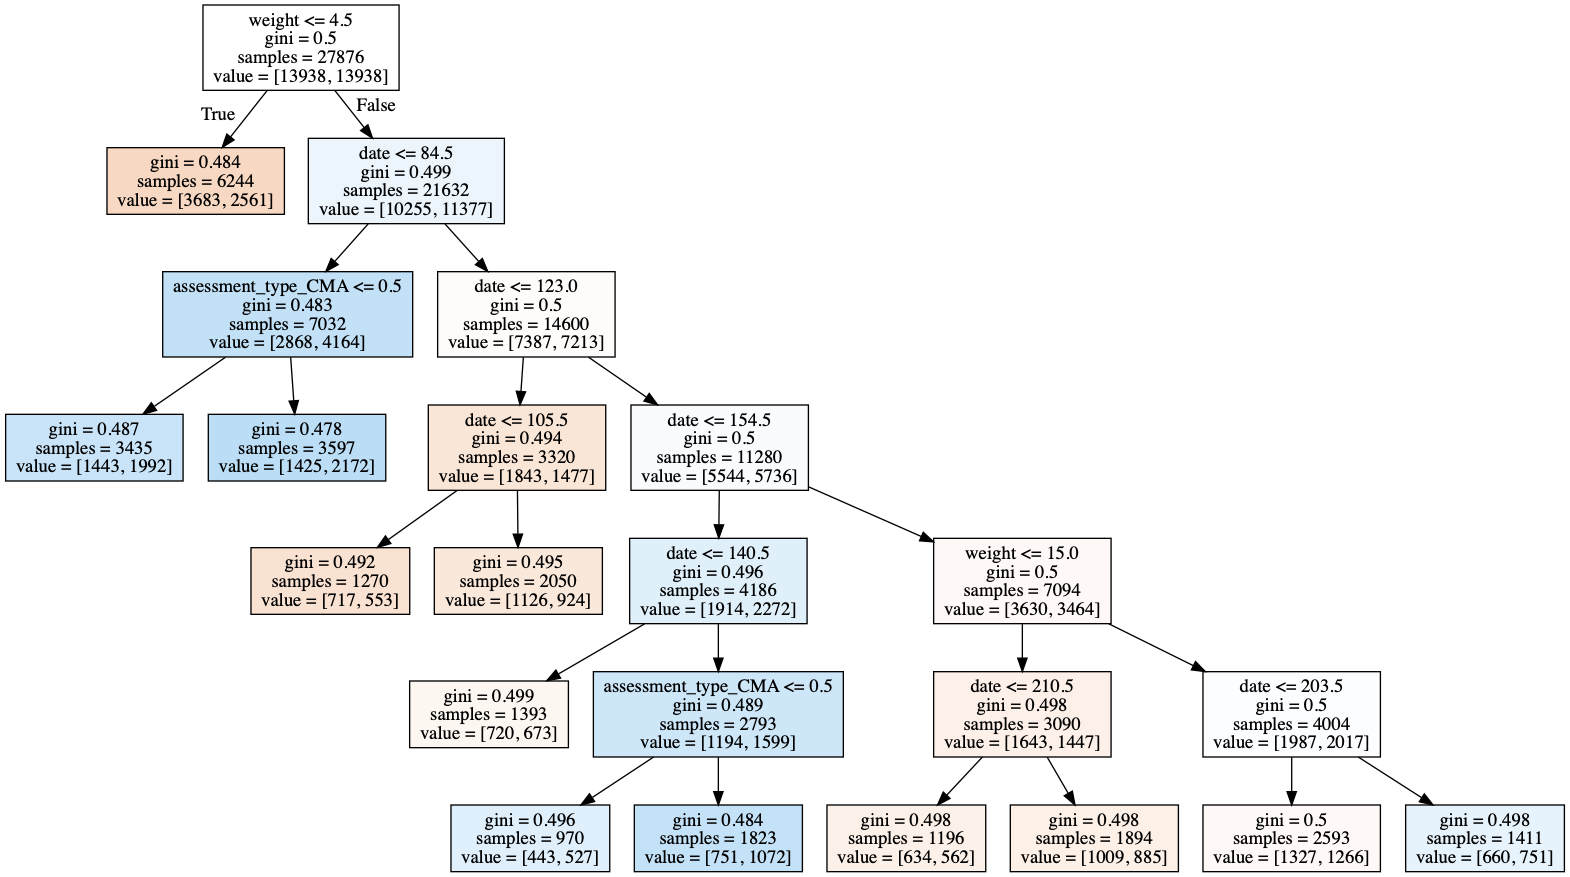 weight <= 4.5
gini = 0.5
samples = 27876
value = [13938, 13938]
True
False
gini = 0.484
samples = 6244
value = [3683, 2561]
date <= 84.5
gini = 0.499
samples = 21632
value = [10255, 11377]
assessment_type_CMA <= 0.5
gini = 0.483
samples = 7032
value = [2868, 4164]
date <= 123.0
gini = 0.5
samples = 14600
value = [7387, 7213]
gini = 0.487
samples = 3435
value = [1443, 1992]
gini = 0.478
samples = 3597
value = [1425, 2172]
date <= 105.5
gini = 0.494
samples = 3320
value = [1843, 1477]
date <= 154.5
gini = 0.5
samples = 11280
value = [5544, 5736]
gini = 0.492
samples = 1270
value = [717, 553]
gini = 0.495
samples = 2050
value = [1126, 924]
date <= 140.5
gini = 0.496
samples = 4186
value = [1914, 2272]
weight <= 15.0
gini = 0.5
samples = 7094
value = [3630, 3464]
gini = 0.499
samples = 1393
value = [720, 673]
assessment_type_CMA <= 0.5
gini = 0.489
samples = 2793
value = [1194, 1599]
date <= 210.5
gini = 0.498
samples = 3090
value = [1643, 1447]
date <= 203.5
gini = 0.5
samples = 4004
value = [1987, 2017]
gini = 0.496
samples = 970
value = [443, 527]
gini = 0.484
samples = 1823
value = [751, 1072]
gini = 0.498
samples = 1196
value = [634, 562]
gini = 0.498
samples = 1894
value = [1009, 885]
gini = 0.5
samples = 2593
value = [1327, 1266]
gini = 0.498
samples = 1411
value = [660, 751]